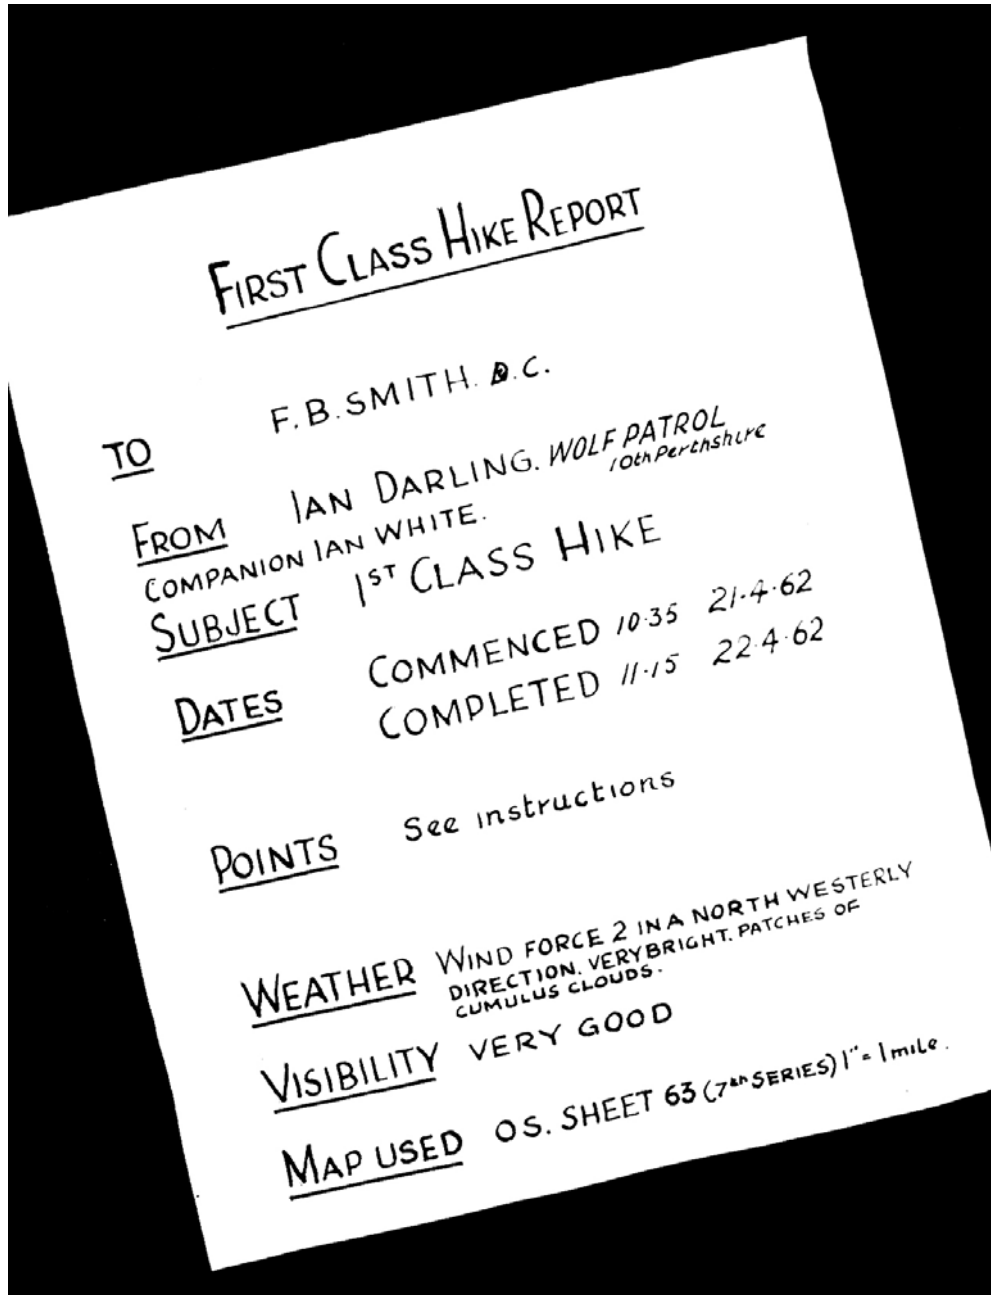 FIRST CLASS HIKE REPORT
TO F.B. SMITH. D.C.
FROM IAN DARLING. WOLF PATROL
10th Perthshire
COMPANION IAN WHITE.
SUBJECT 1ST CLASS HIKE
DATES COMMENCED 10·35 21·4·62
COMPLETED 11·15 22·4·62
POINTS See instructions
WEATHER WIND FORCE 2 IN A NORTH WESTERLY
DIRECTION. VERY BRIGHT. PATCHES OF
CUMULUS CLOUDS.
VISIBILITY VERY GOOD
MAP USED OS. SHEET 63 (7th SERIES) 1" = 1 mile.